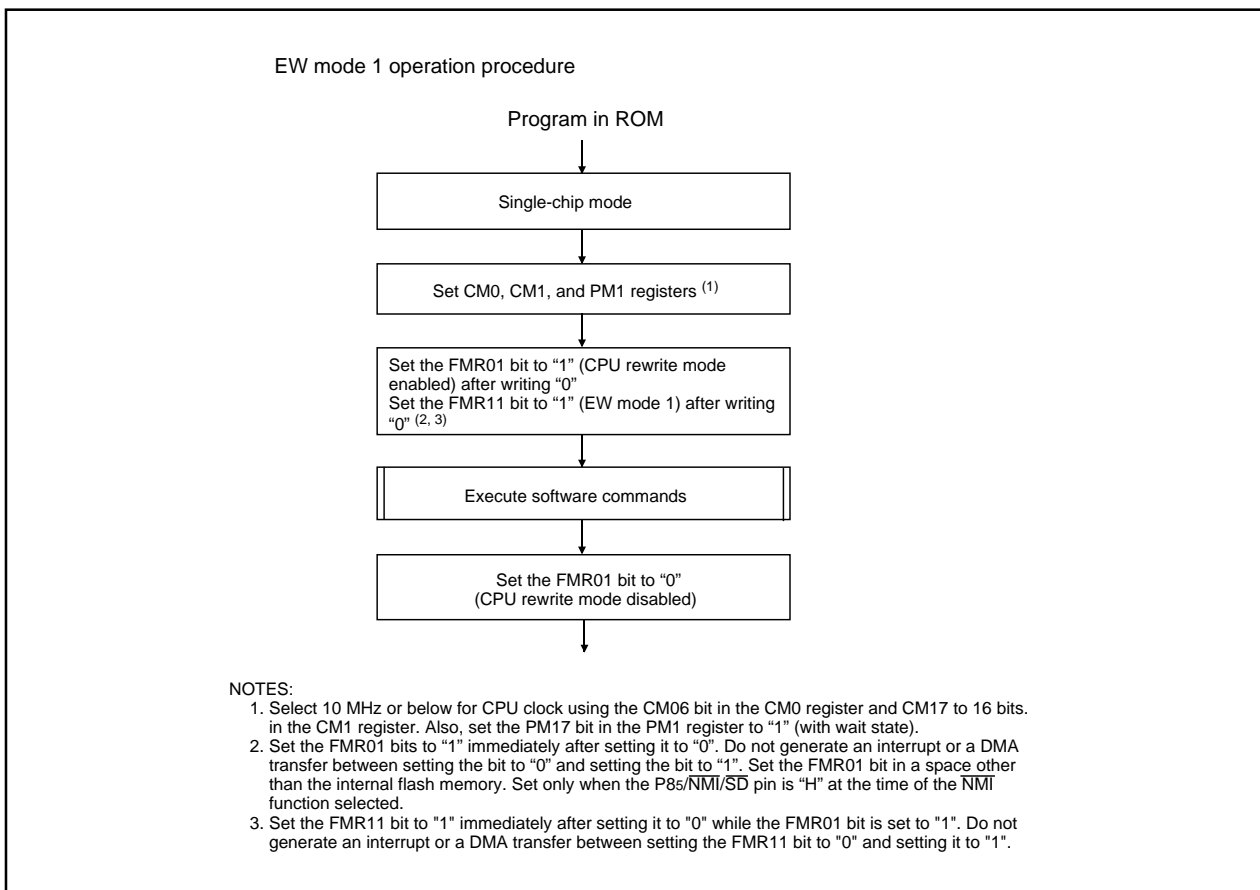 EW mode 1 operation procedure
Program in ROM
Single-chip mode
Set CM0, CM1, and PM1 registers (1)
Set the FMR01 bit to “1” (CPU rewrite mode
enabled) after writing “0”
Set the FMR11 bit to “1” (EW mode 1) after writing
“0” (2, 3)
Execute software commands
Set the FMR01 bit to “0”
(CPU rewrite mode disabled)
NOTES:
1. Select 10 MHz or below for CPU clock using the CM06 bit in the CM0 register and CM17 to 16 bits.
in the CM1 register. Also, set the PM17 bit in the PM1 register to “1” (with wait state).
2. Set the FMR01 bits to “1” immediately after setting it to “0”. Do not generate an interrupt or a DMA
transfer between setting the bit to “0” and setting the bit to “1”. Set the FMR01 bit in a space other
than the internal flash memory. Set only when the P85/NMI/SD pin is “H” at the time of the NMI
function selected.
3. Set the FMR11 bit to "1" immediately after setting it to "0" while the FMR01 bit is set to "1". Do not
generate an interrupt or a DMA transfer between setting the FMR11 bit to "0" and setting it to "1".